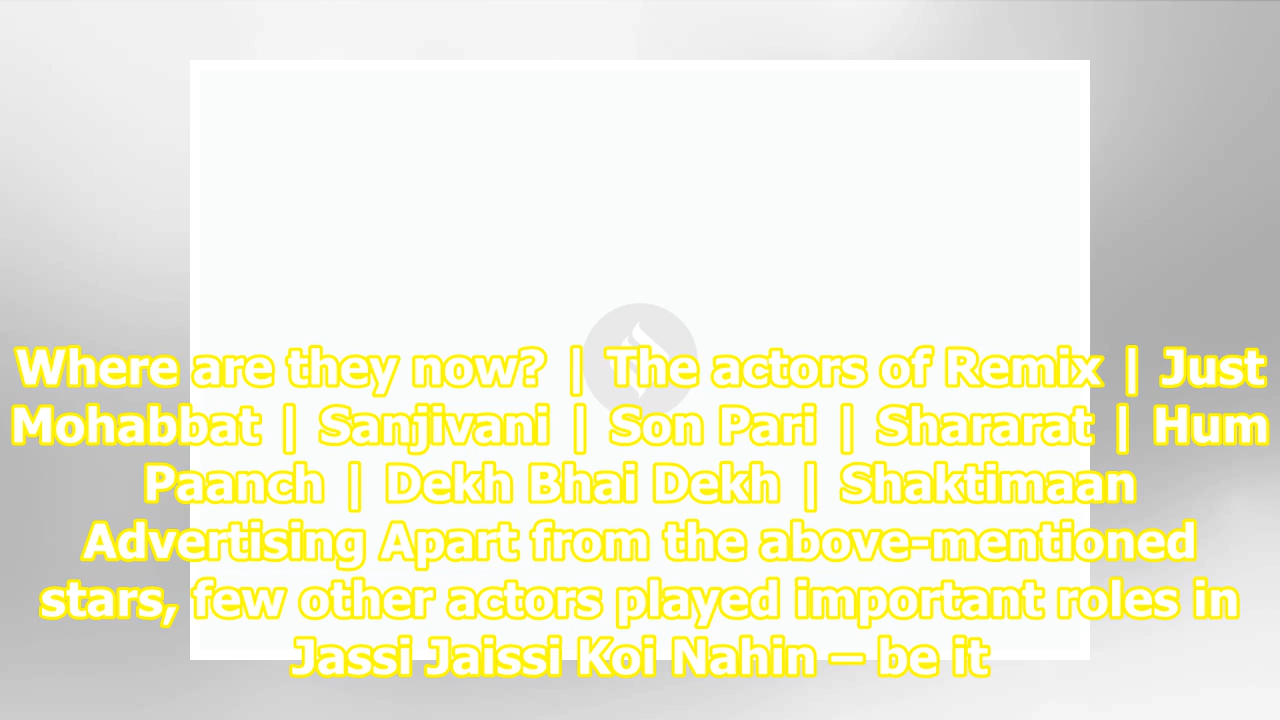 Where are they now? | The actors of Remix | Just
Mohabbat | Sanjivani | Son Pari | Shararat | Hum
Paanch | Dekh Bhai Dekh | Shaktimaan
Advertising Apart from the above-mentioned
stars, few other actors played important roles in
Jassi Jaissi Koi Nahin – be it